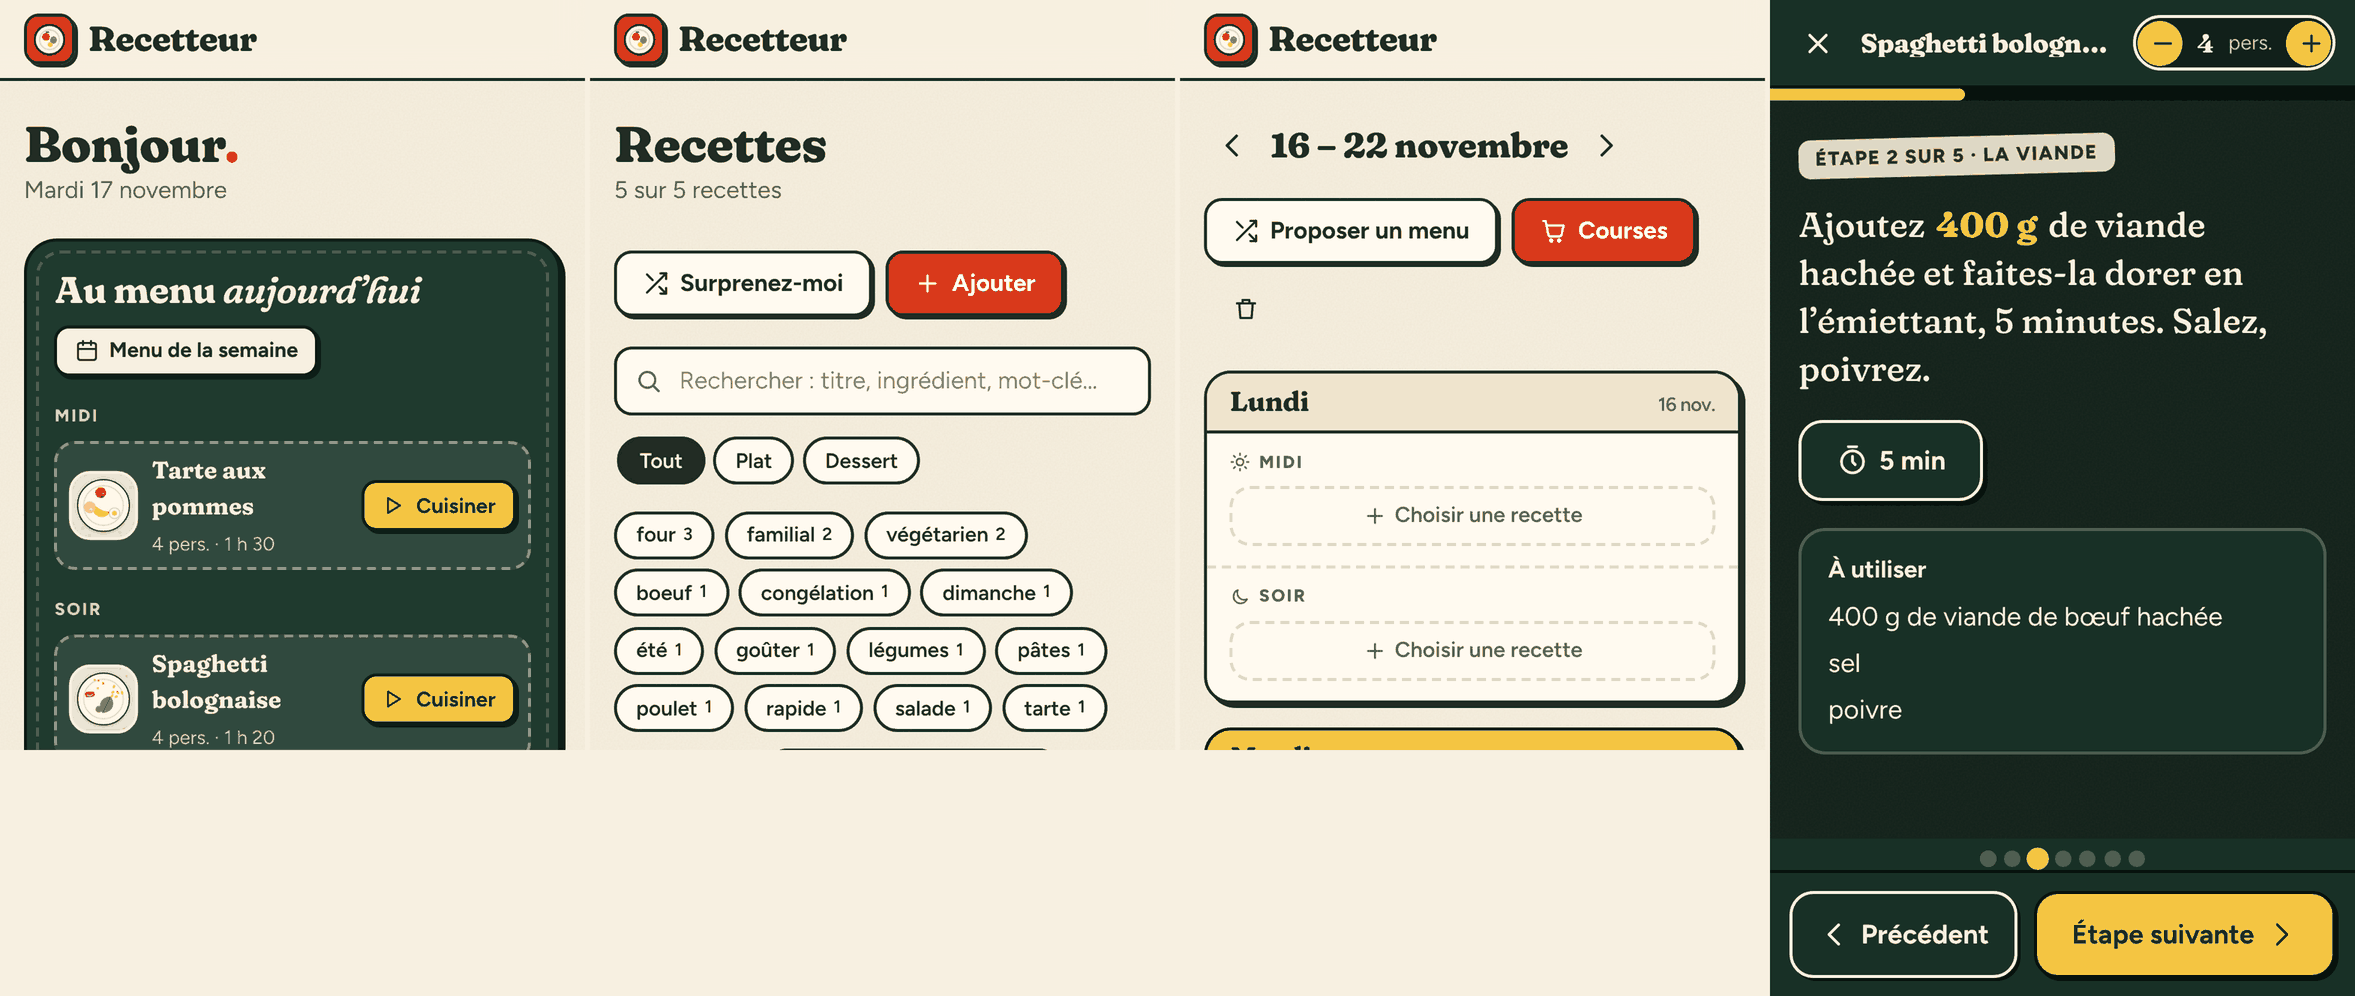 Recetteur
Bonjour.
Mardi 17 novembre
Au menu aujourd’hui
Menu de la semaine
MIDI
Tarte aux
pommes
4 pers. · 1 h 30
Cuisiner
SOIR
Spaghetti
bolognaise
4 pers. · 1 h 20
Cuisiner
Recetteur
Recettes
5 sur 5 recettes
Surprenez-moi
+ Ajouter
Rechercher : titre, ingrédient, mot-clé…
Tout Plat Dessert
four 3 familial 2 végétarien 2
boeuf 1 congélation 1 dimanche 1
été 1 goûter 1 légumes 1 pâtes 1
poulet 1 rapide 1 salade 1 tarte 1
Recetteur
16 – 22 novembre
Proposer un menu
Courses
Lundi
16 nov.
MIDI
+ Choisir une recette
SOIR
+ Choisir une recette
Spaghetti bologn…
− 4 pers. +
ÉTAPE 2 SUR 5 · LA VIANDE
Ajoutez 400 g de viande
hachée et faites-la dorer en
l’émiettant, 5 minutes. Salez,
poivrez.
5 min
À utiliser
400 g de viande de bœuf hachée
sel
poivre
Précédent
Étape suivante